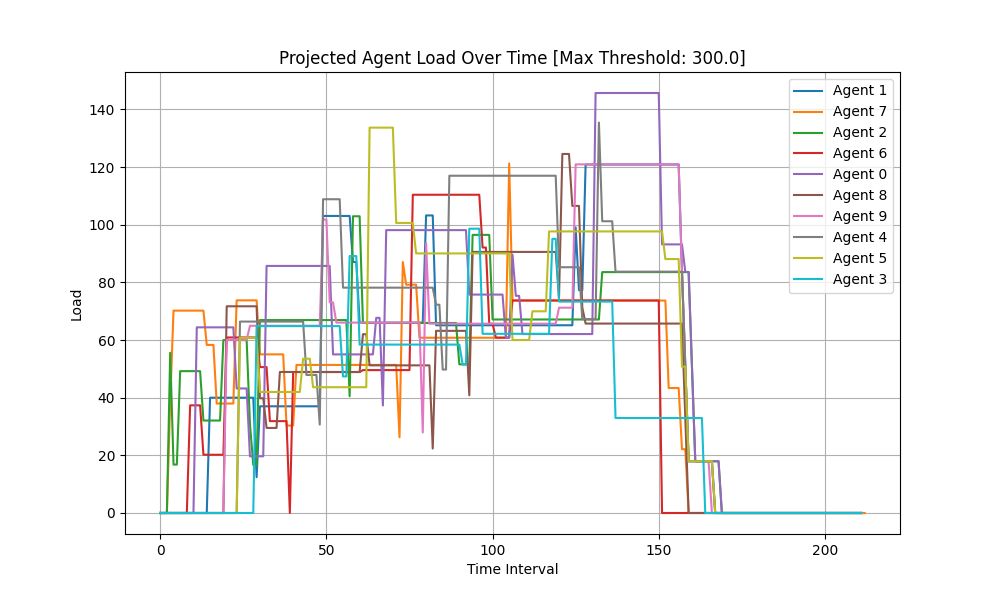 Projected Agent Load Over Time [Max Threshold: 300.0]
Load
140
120
100
80
60
40
20
0
0 50 100 150 200
Time Interval
Agent 1
Agent 7
Agent 2
Agent 6
Agent 0
Agent 8
Agent 9
Agent 4
Agent 5
Agent 3